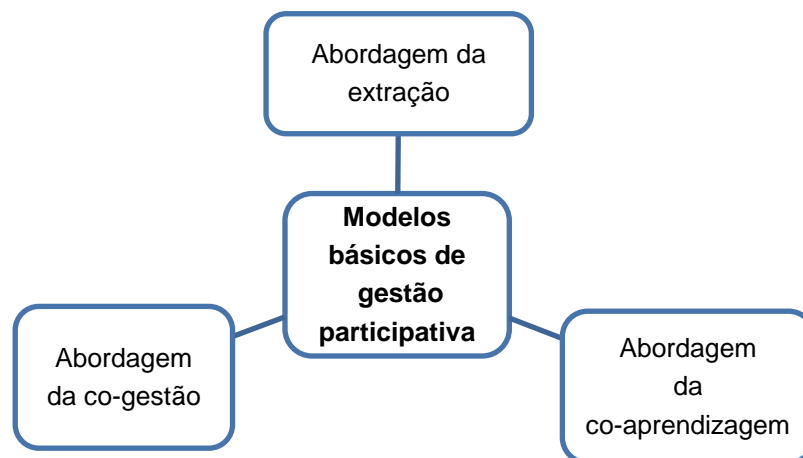 Abordagem da
extração
Modelos
básicos de
gestão
participativa
Abordagem
da co-gestão
Abordagem
da
co-aprendizagem